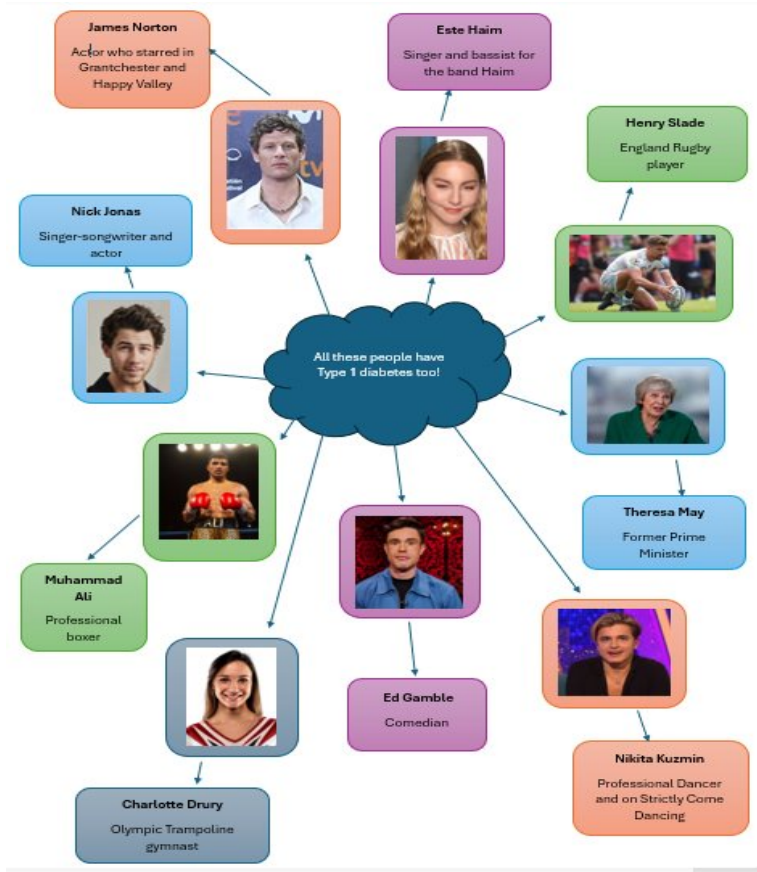 James Norton
Actor who starred in
Grantchester and
Happy Valley
Este Haim
Singer and bassist for
the band Haim
Henry Slade
England Rugby
player
Nick Jonas
Singer-songwriter and
actor
All these people have
Type 1 diabetes too!
Theresa May
Former Prime
Minister
Muhammad
Ali
Professional
boxer
Ed Gamble
Comedian
Nikita Kuzmin
Professional Dancer
and on Strictly Come
Dancing
Charlotte Drury
Olympic Trampoline
gymnast